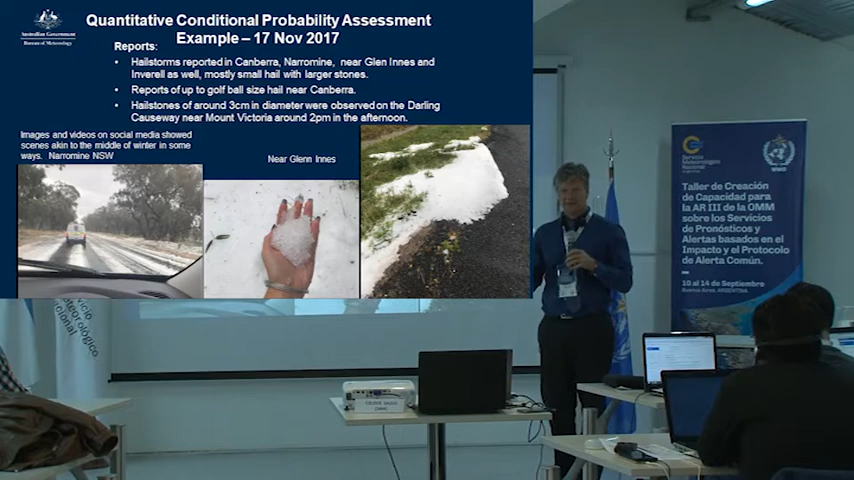 Australian Government
Bureau of Meteorology
Quantitative Conditional Probability Assessment
Example – 17 Nov 2017
Reports:
• Hailstorms reported in Canberra, Narromine, near Glen Innes and
Inverell as well, mostly small hail with larger stones.
• Reports of up to golf ball size hail near Canberra.
• Hailstones of around 3cm in diameter were observed on the Darling
Causeway near Mount Victoria around 2pm in the afternoon.
Images and videos on social media showed
scenes akin to the middle of winter in some
ways. Narromine NSW
Near Glenn Innes
Servicio
Meteorológico
Nacional
WMO
Taller de Creación
de Capacidad para
la AR III de la OMM
sobre los Servicios
de Pronósticos y
Alertas basados en el
Impacto y el Protocolo
de Alerta Común.
10 al 14 de Septiembre
Buenos Aires, ARGENTINA